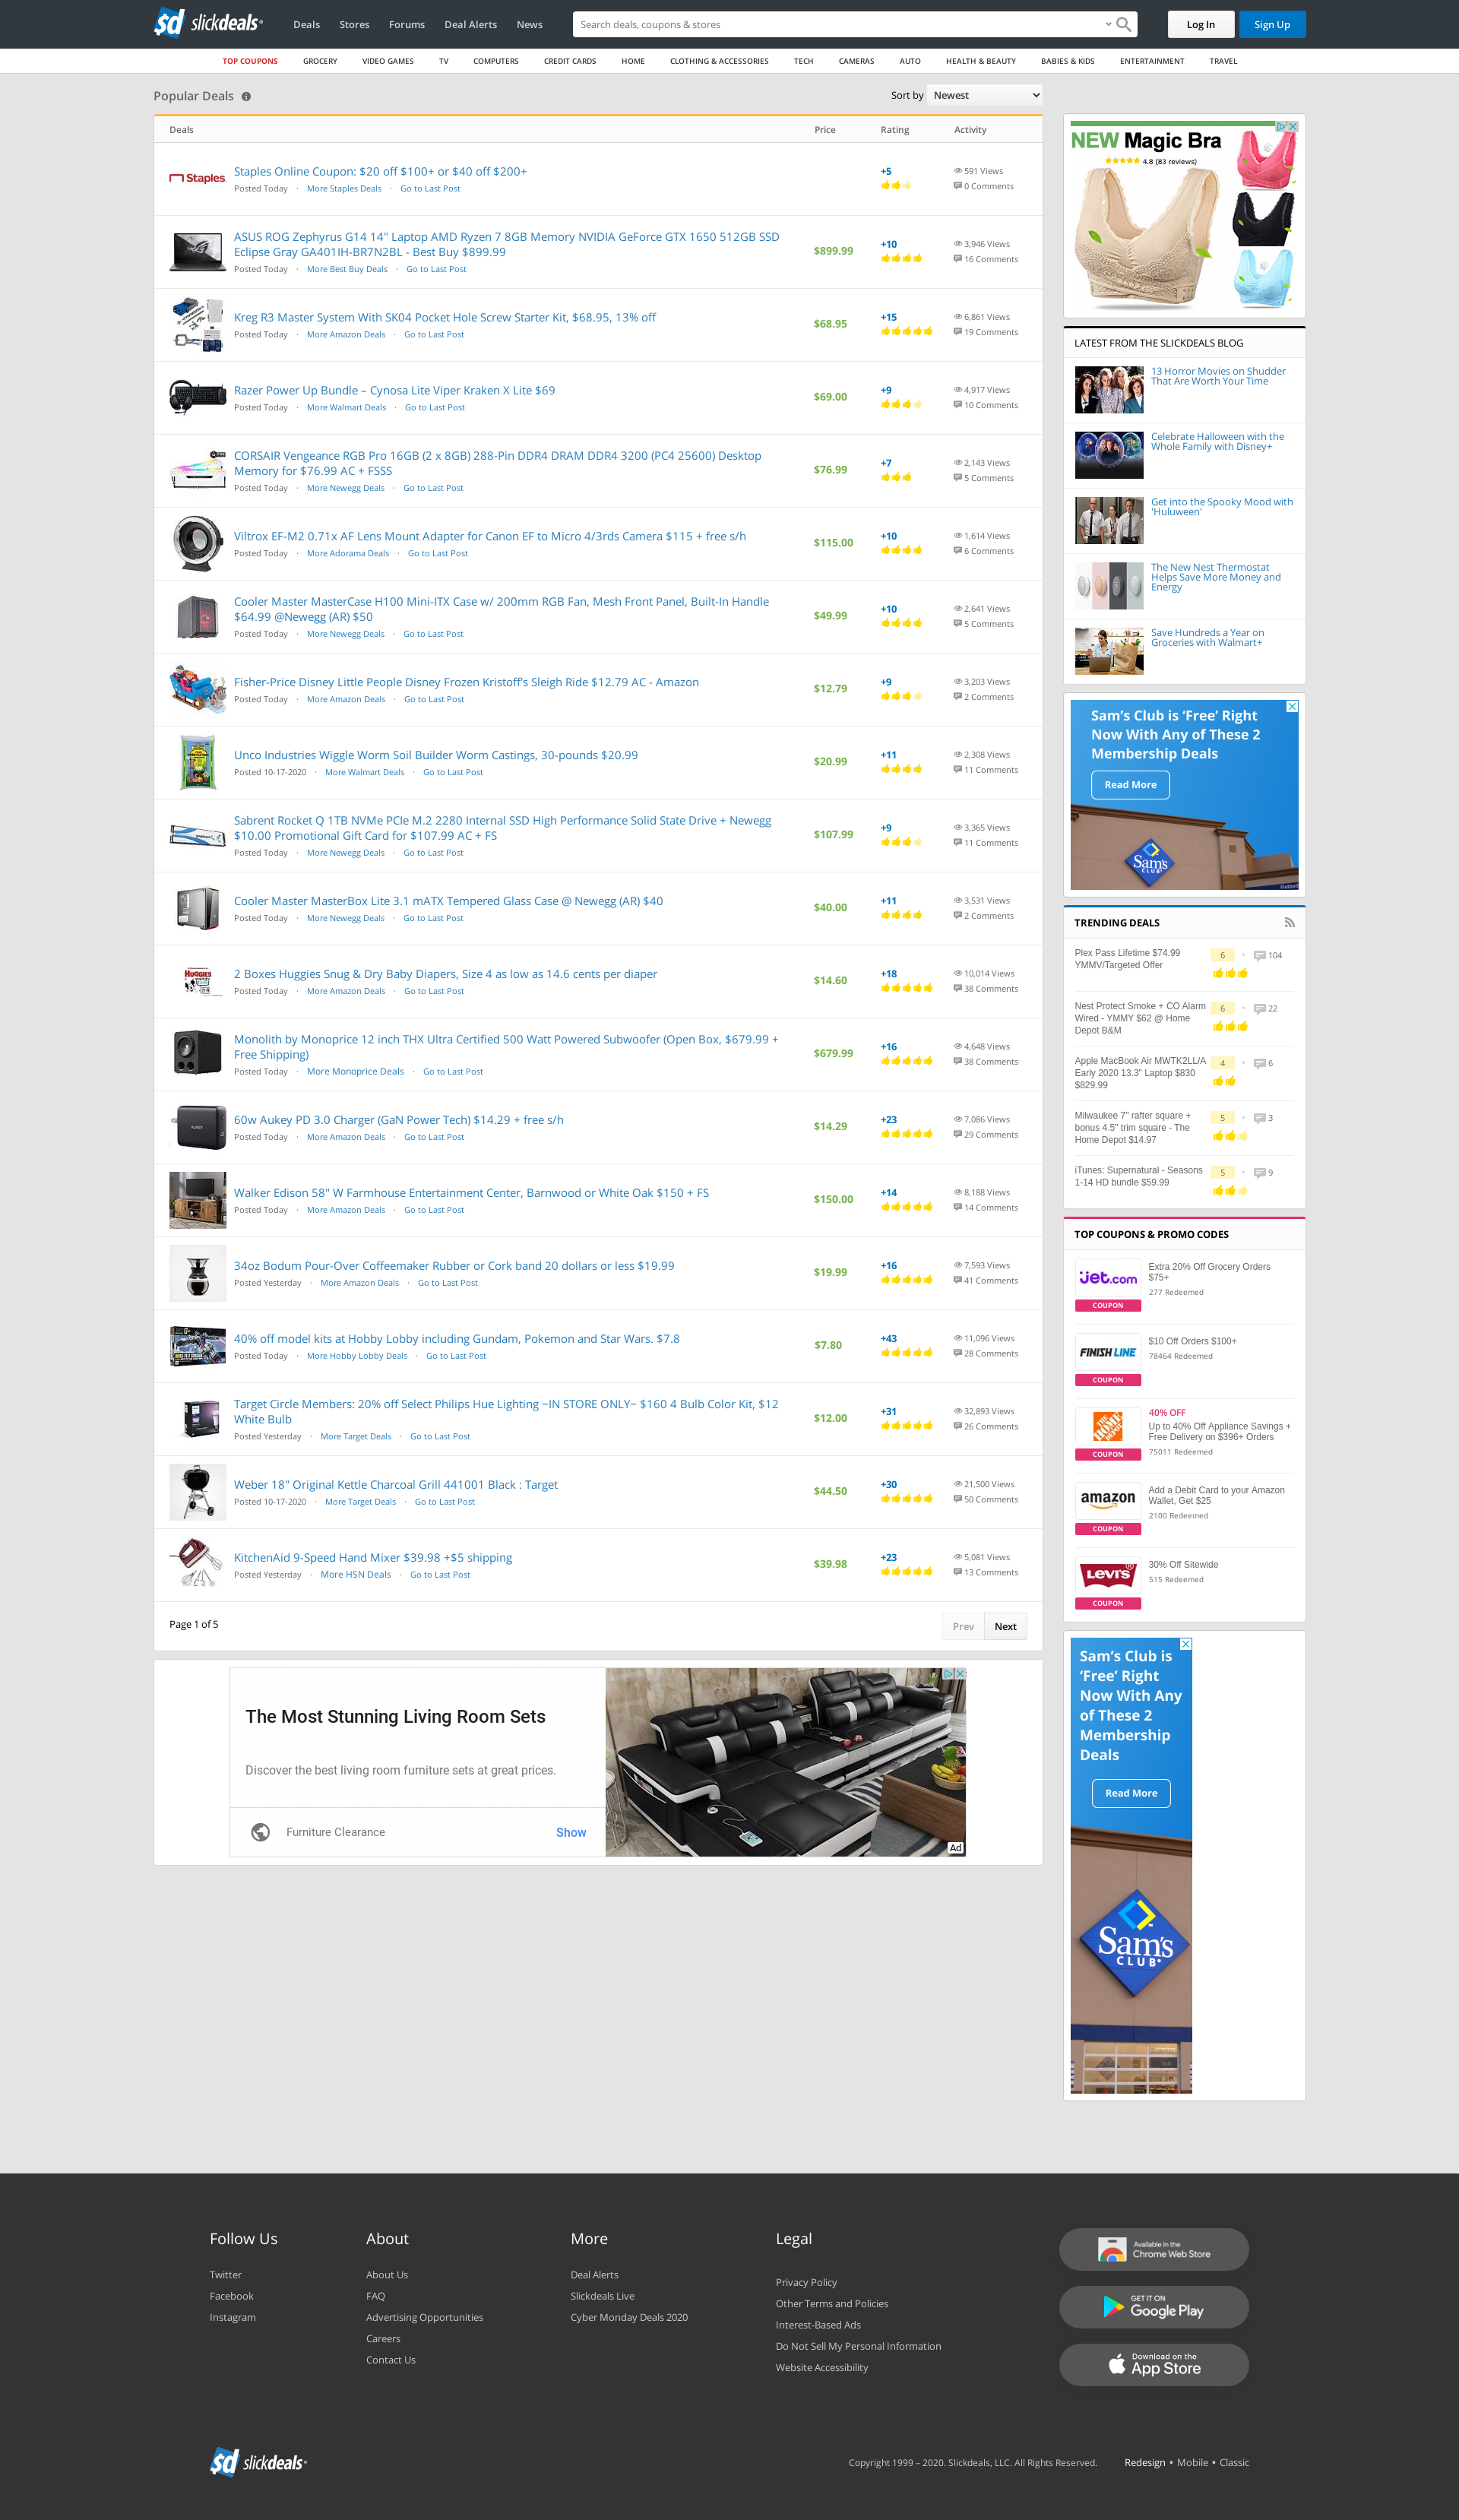 sd slickdeals
Deals Stores Forums Deal Alerts News
Search deals, coupons & stores
Log In Sign Up
TOP COUPONS GROCERY VIDEO GAMES TV COMPUTERS CREDIT CARDS HOME CLOTHING & ACCESSORIES TECH CAMERAS AUTO HEALTH & BEAUTY BABIES & KIDS ENTERTAINMENT TRAVEL
Popular Deals
Sort by Newest
Deals Price Rating Activity
Staples
Staples Online Coupon: $20 off $100+ or $40 off $200+
Posted Today · More Staples Deals · Go to Last Post
+5
591 Views
0 Comments
ASUS ROG Zephyrus G14 14" Laptop AMD Ryzen 7 8GB Memory NVIDIA GeForce GTX 1650 512GB SSD
Eclipse Gray GA401IH-BR7N2BL - Best Buy $899.99
Posted Today · More Best Buy Deals · Go to Last Post
$899.99
+10
3,946 Views
16 Comments
Kreg R3 Master System With SK04 Pocket Hole Screw Starter Kit, $68.95, 13% off
Posted Today · More Amazon Deals · Go to Last Post
$68.95
+15
6,861 Views
19 Comments
Razer Power Up Bundle – Cynosa Lite Viper Kraken X Lite $69
Posted Today · More Walmart Deals · Go to Last Post
$69.00
+9
4,917 Views
10 Comments
CORSAIR Vengeance RGB Pro 16GB (2 x 8GB) 288-Pin DDR4 DRAM DDR4 3200 (PC4 25600) Desktop
Memory for $76.99 AC + FSSS
Posted Today · More Newegg Deals · Go to Last Post
$76.99
+7
2,143 Views
5 Comments
Viltrox EF-M2 0.71x AF Lens Mount Adapter for Canon EF to Micro 4/3rds Camera $115 + free s/h
Posted Today · More Adorama Deals · Go to Last Post
$115.00
+10
1,614 Views
6 Comments
Cooler Master MasterCase H100 Mini-ITX Case w/ 200mm RGB Fan, Mesh Front Panel, Built-In Handle
$64.99 @Newegg (AR) $50
Posted Today · More Newegg Deals · Go to Last Post
$49.99
+10
2,641 Views
5 Comments
Fisher-Price Disney Little People Disney Frozen Kristoff's Sleigh Ride $12.79 AC - Amazon
Posted Today · More Amazon Deals · Go to Last Post
$12.79
+9
3,203 Views
2 Comments
Unco Industries Wiggle Worm Soil Builder Worm Castings, 30-pounds $20.99
Posted 10-17-2020 · More Walmart Deals · Go to Last Post
$20.99
+11
2,308 Views
11 Comments
Sabrent Rocket Q 1TB NVMe PCIe M.2 2280 Internal SSD High Performance Solid State Drive + Newegg
$10.00 Promotional Gift Card for $107.99 AC + FS
Posted Today · More Newegg Deals · Go to Last Post
$107.99
+9
3,365 Views
11 Comments
Cooler Master MasterBox Lite 3.1 mATX Tempered Glass Case @ Newegg (AR) $40
Posted Today · More Newegg Deals · Go to Last Post
$40.00
+11
3,531 Views
2 Comments
HUGGIES
2 Boxes Huggies Snug & Dry Baby Diapers, Size 4 as low as 14.6 cents per diaper
Posted Today · More Amazon Deals · Go to Last Post
$14.60
+18
10,014 Views
38 Comments
Monolith by Monoprice 12 inch THX Ultra Certified 500 Watt Powered Subwoofer (Open Box, $679.99 +
Free Shipping)
Posted Today · More Monoprice Deals · Go to Last Post
$679.99
+16
4,648 Views
38 Comments
AUKEY
60w Aukey PD 3.0 Charger (GaN Power Tech) $14.29 + free s/h
Posted Today · More Amazon Deals · Go to Last Post
$14.29
+23
7,086 Views
29 Comments
Walker Edison 58" W Farmhouse Entertainment Center, Barnwood or White Oak $150 + FS
Posted Today · More Amazon Deals · Go to Last Post
$150.00
+14
8,188 Views
14 Comments
34oz Bodum Pour-Over Coffeemaker Rubber or Cork band 20 dollars or less $19.99
Posted Yesterday · More Amazon Deals · Go to Last Post
$19.99
+16
7,593 Views
41 Comments
40% off model kits at Hobby Lobby including Gundam, Pokemon and Star Wars. $7.8
Posted Today · More Hobby Lobby Deals · Go to Last Post
$7.80
+43
11,096 Views
28 Comments
Target Circle Members: 20% off Select Philips Hue Lighting ~IN STORE ONLY~ $160 4 Bulb Color Kit, $12
White Bulb
Posted Yesterday · More Target Deals · Go to Last Post
$12.00
+31
32,893 Views
26 Comments
Weber 18" Original Kettle Charcoal Grill 441001 Black : Target
Posted 10-17-2020 · More Target Deals · Go to Last Post
$44.50
+30
21,500 Views
50 Comments
KitchenAid 9-Speed Hand Mixer $39.98 +$5 shipping
Posted Yesterday · More HSN Deals · Go to Last Post
$39.98
+23
5,081 Views
13 Comments
Page 1 of 5
Prev Next
The Most Stunning Living Room Sets
Discover the best living room furniture sets at great prices.
Furniture Clearance Show
Ad
NEW Magic Bra
4.8 (83 reviews)
LATEST FROM THE SLICKDEALS BLOG
13 Horror Movies on Shudder
That Are Worth Your Time
Celebrate Halloween with the
Whole Family with Disney+
Get into the Spooky Mood with
'Huluween'
The New Nest Thermostat
Helps Save More Money and
Energy
Save Hundreds a Year on
Groceries with Walmart+
Sam's Club is ‘Free’ Right
Now With Any of These 2
Membership Deals
Read More
Sam's
CLUB
TRENDING DEALS
Plex Pass Lifetime $74.99
YMMV/Targeted Offer
6 · 104
Nest Protect Smoke + CO Alarm
Wired - YMMY $62 @ Home
Depot B&M
6 · 22
Apple MacBook Air MWTK2LL/A
Early 2020 13.3" Laptop $830
$829.99
4 · 6
Milwaukee 7" rafter square +
bonus 4.5" trim square - The
Home Depot $14.97
5 · 3
iTunes: Supernatural - Seasons
1-14 HD bundle $59.99
5 · 9
TOP COUPONS & PROMO CODES
jet.com
COUPON
Extra 20% Off Grocery Orders
$75+
277 Redeemed
FINISH LINE
COUPON
$10 Off Orders $100+
78464 Redeemed
THE HOME DEPOT
COUPON
40% OFF
Up to 40% Off Appliance Savings +
Free Delivery on $396+ Orders
75011 Redeemed
amazon
COUPON
Add a Debit Card to your Amazon
Wallet, Get $25
2100 Redeemed
LEVI'S
COUPON
30% Off Sitewide
515 Redeemed
Sam's Club is
‘Free’ Right
Now With Any
of These 2
Membership
Deals
Read More
Sam's
CLUB
Follow Us
Twitter
Facebook
Instagram
About
About Us
FAQ
Advertising Opportunities
Careers
Contact Us
More
Deal Alerts
Slickdeals Live
Cyber Monday Deals 2020
Legal
Privacy Policy
Other Terms and Policies
Interest-Based Ads
Do Not Sell My Personal Information
Website Accessibility
Available in the
Chrome Web Store
GET IT ON
Google Play
Download on the
App Store
sd slickdeals
Copyright 1999 – 2020. Slickdeals, LLC. All Rights Reserved.
Redesign • Mobile • Classic